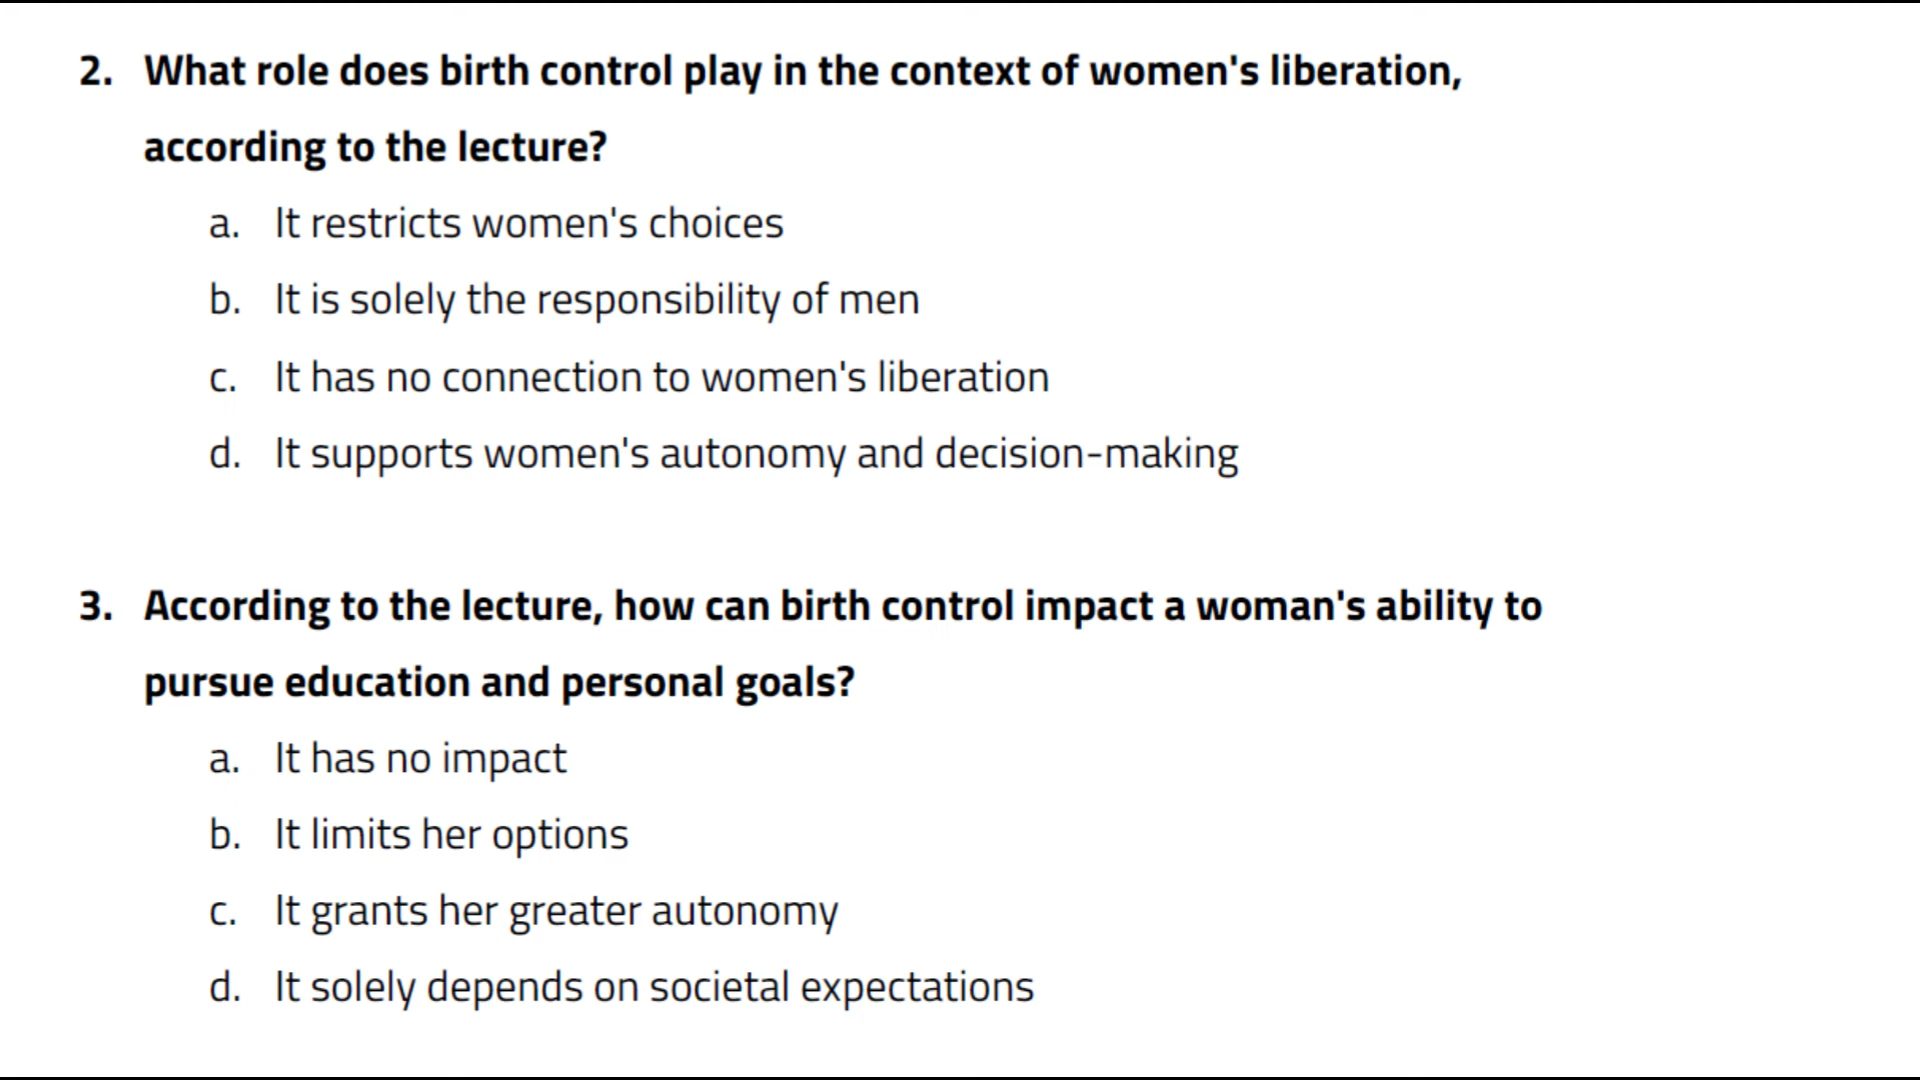 2. What role does birth control play in the context of women's liberation,
according to the lecture?
a. It restricts women's choices
b. It is solely the responsibility of men
c. It has no connection to women's liberation
d. It supports women's autonomy and decision-making
3. According to the lecture, how can birth control impact a woman's ability to
pursue education and personal goals?
a. It has no impact
b. It limits her options
c. It grants her greater autonomy
d. It solely depends on societal expectations